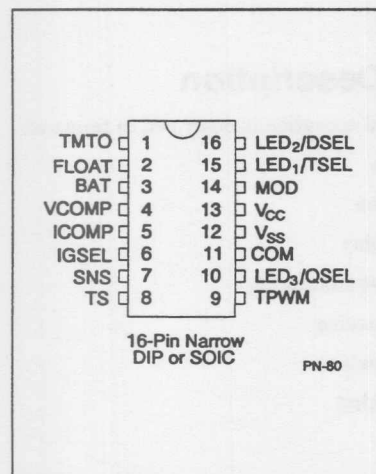 TMTO 1 16 LED₂/DSEL
FLOAT 2 15 LED₁/TSEL
BAT 3 14 MOD
VCOMP 4 13 VCC
ICOMP 5 12 VSS
IGSEL 6 11 COM
SNS 7 10 LED₃/QSEL
TS 8 9 TPWM
16-Pin Narrow
DIP or SOIC
PN-80